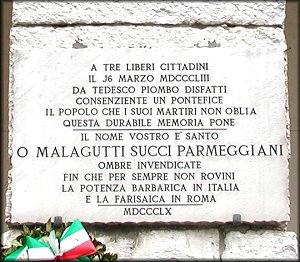 A TRE LIBERI CITTADINI
IL J6 MARZO MDCCCLIII
DA TEDESCO PIOMBO DISFATTI
CONSENZIENTE UN PONTEFICE
IL POPOLO CHE I SUOI MARTIRI NON OBLIA
QUESTA DURABILE MEMORIA PONE
IL NOME VOSTRO E' SANTO
O MALAGUTTI SUCCI PARMEGGIANI
OMBRE INVENDICATE
FIN CHE PER SEMPRE NON ROVINI
LA POTENZA BARBARICA IN ITALIA
E LA FARISAICA IN ROMA
MDCCCLX